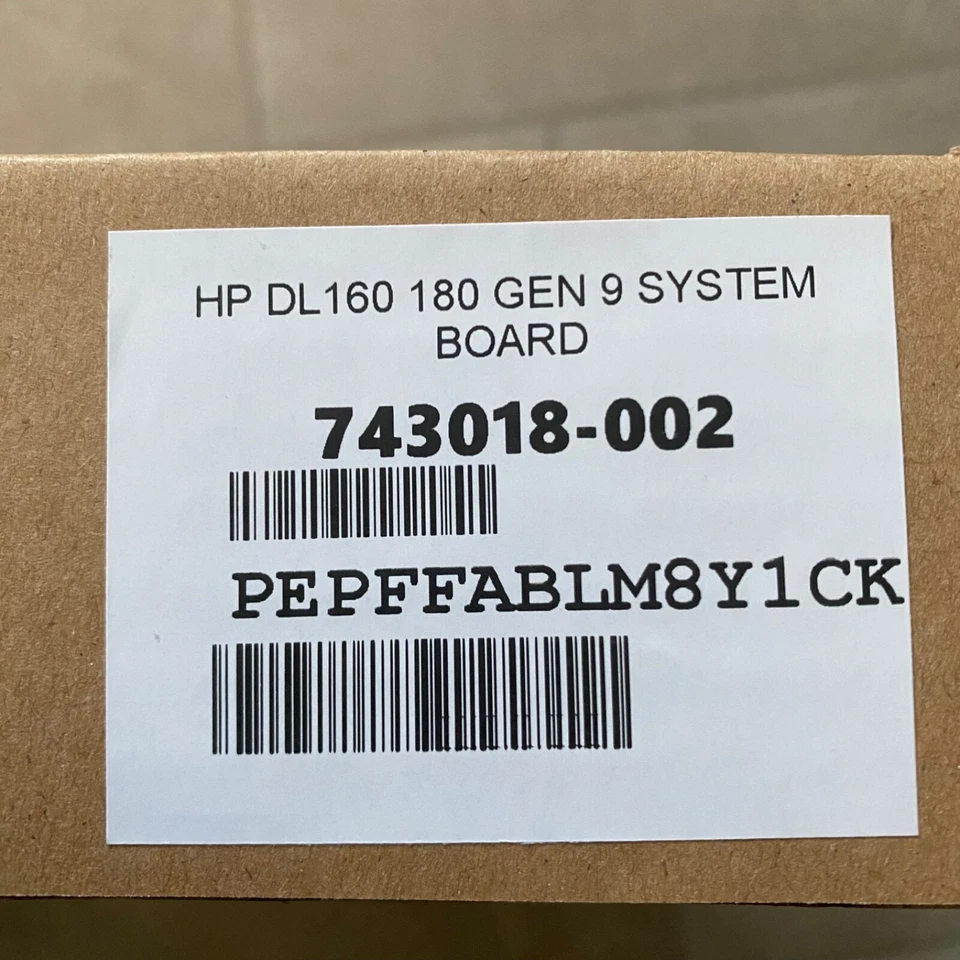 HP DL160 180 GEN 9 SYSTEM
BOARD
743018-002
PEPFFABLM8Y1CK